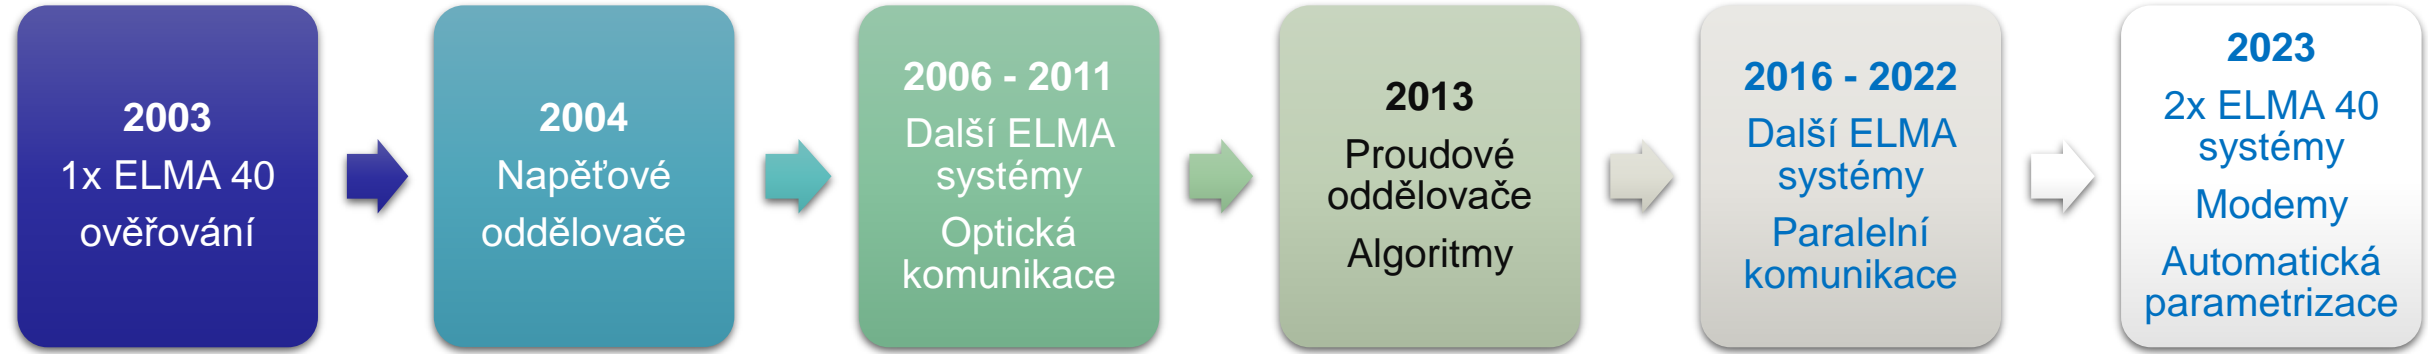 2003
1x ELMA 40
ověřování
2004
Napěťové
oddělovače
2006 - 2011
Další ELMA
systémy
Optická
komunikace
2013
Proudové
oddělovače
Algoritmy
2016 - 2022
Další ELMA
systémy
Paralelní
komunikace
2023
2x ELMA 40
systémy
Modemy
Automatická
parametrizace